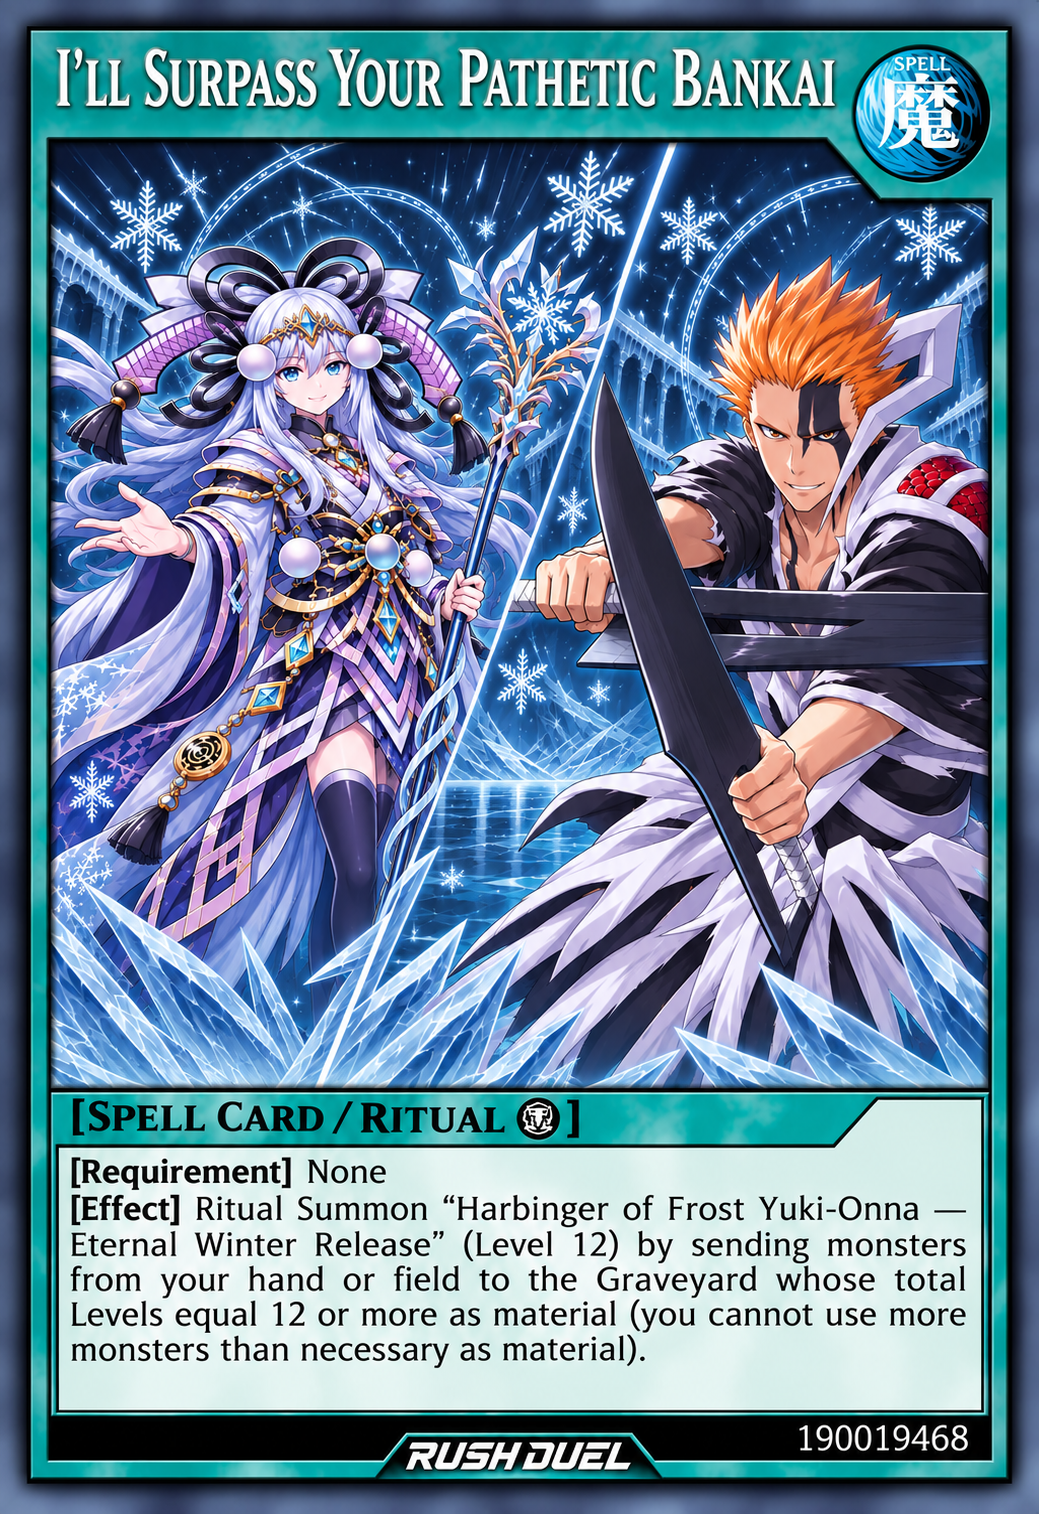 I'll Surpass Your Pathetic Bankai
SPELL
魔
[Spell Card / Ritual]
[Requirement] None
[Effect] Ritual Summon “Harbinger of Frost Yuki-Onna —
Eternal Winter Release” (Level 12) by sending monsters
from your hand or field to the Graveyard whose total
Levels equal 12 or more as material (you cannot use more
monsters than necessary as material).
190019468
RUSH DUEL